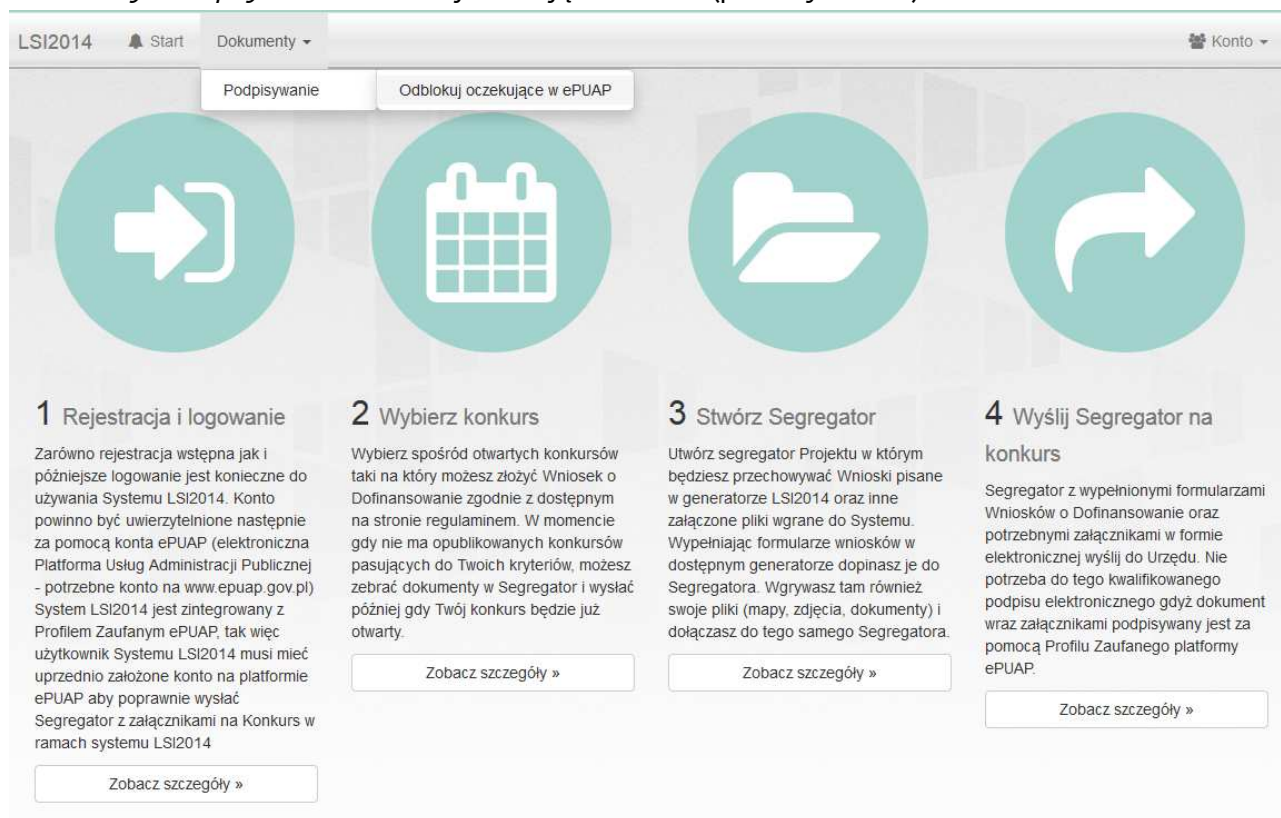 LSI2014 Start Dokumenty Konto
Podpisywanie Odblokuj oczekujące w ePUAP
1 Rejestracja i logowanie
Zarówno rejestracja wstępna jak i
późniejsze logowanie jest konieczne do
używania Systemu LSI2014. Konto
powinno być uwierzytelnione następnie
za pomocą konta ePUAP (elektroniczna
Platforma Usług Administracji Publicznej
- potrzebne konto na www.epuap.gov.pl)
System LSI2014 jest zintegrowany z
Profilem Zaufanym ePUAP, tak więc
użytkownik Systemu LSI2014 musi mieć
uprzednio założone konto na platformie
ePUAP aby poprawnie wysłać
Segregator z załącznikami na Konkurs w
ramach systemu LSI2014
Zobacz szczegóły »
2 Wybierz konkurs
Wybierz spośród otwartych konkursów
taki na który możesz złożyć Wniosek o
Dofinansowanie zgodnie z dostępnym
na stronie regulaminem. W momencie
gdy nie ma opublikowanych konkursów
pasujących do Twoich kryteriów, możesz
zebrać dokumenty w Segregator i wysłać
później gdy Twój konkurs będzie już
otwarty.
Zobacz szczegóły »
3 Stwórz Segregator
Utwórz segregator Projektu w którym
będziesz przechowywać Wnioski pisane
w generatorze LSI2014 oraz inne
załączone pliki wgrane do Systemu.
Wypełniając formularze wniosków w
dostępnym generatorze dopinasz je do
Segregatora. Wgrywasz tam również
swoje pliki (mapy, zdjęcia, dokumenty) i
dołączasz do tego samego Segregatora.
Zobacz szczegóły »
4 Wyślij Segregator na
konkurs
Segregator z wypełnionymi formularzami
Wniosków o Dofinansowanie oraz
potrzebnymi załącznikami w formie
elektronicznej wyślij do Urzędu. Nie
potrzeba do tego kwalifikowanego
podpisu elektronicznego gdyż dokument
wraz załącznikami podpisywany jest za
pomocą Profilu Zaufanego platformy
ePUAP.
Zobacz szczegóły »